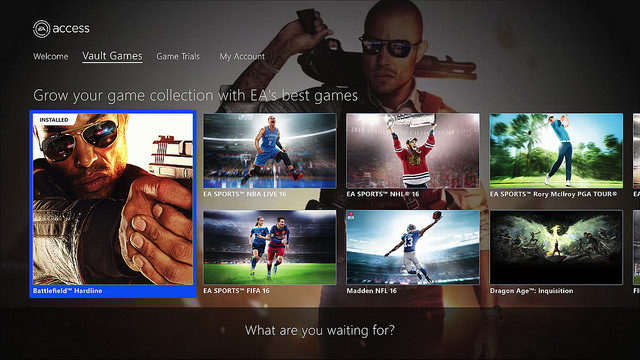 EA access
Welcome Vault Games Game Trials My Account
Grow your game collection with EA's best games
INSTALLED
EA SPORTS™ NBA LIVE 16
EA SPORTS™ NHL® 16
EA SPORTS™ Rory McIlroy PGA TOUR®
EA
Battlefield™ Hardline
EA SPORTS™ FIFA 16
Madden NFL 16
Dragon Age™: Inquisition
FI
What are you waiting for?